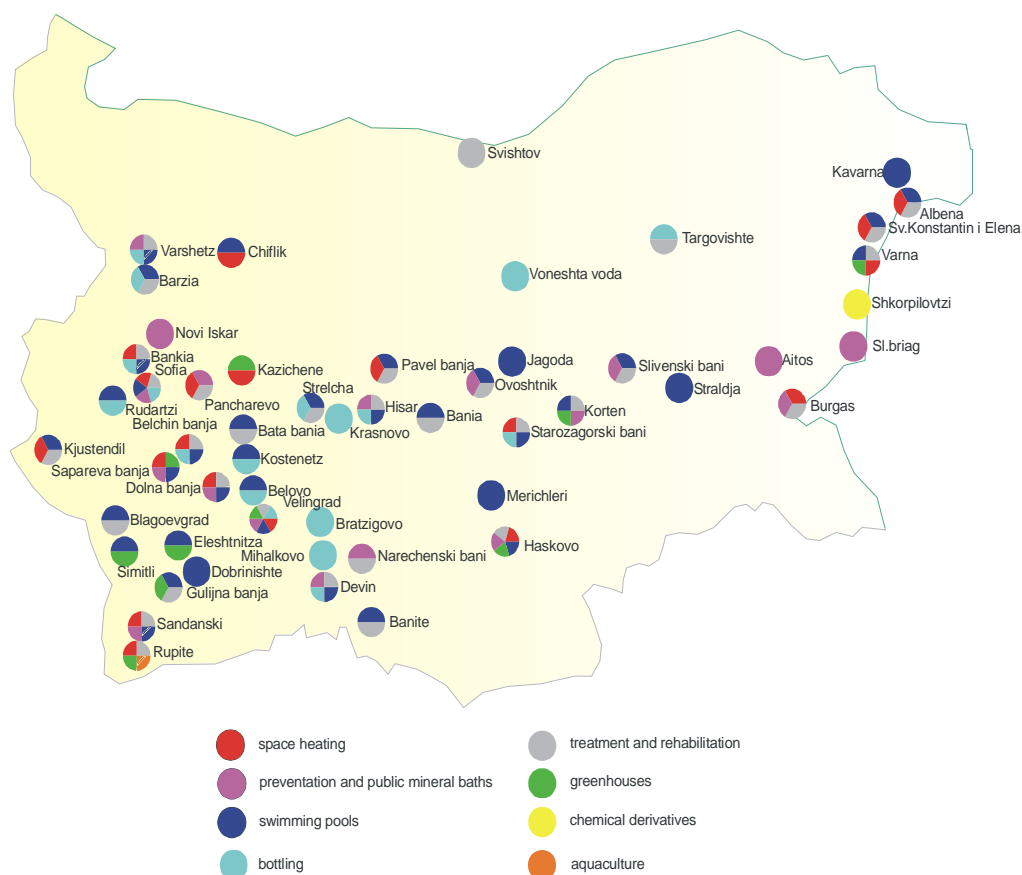 Svishtov
Kavarna
Albena
Sv.Konstantin i Elena
Varshetz
Chiflik
Targovishte
Varna
Barzia
Voneshta voda
Shkorpilovtzi
Novi Iskar
Sl.briag
Bankia
Sofia
Kazichene
Pavel banja
Jagoda
Slivenski bani
Aitos
Strelcha
Ovoshtnik
Straldja
Rudartzi
Pancharevo
Hisar
Bania
Korten
Burgas
Belchin banja
Bata bania
Krasnovo
Starozagorski bani
Kjustendil
Sapareva banja
Kostenetz
Dolna banja
Belovo
Merichleri
Velingrad
Blagoevgrad
Bratzigovo
Eleshtnitza
Haskovo
Mihalkovo
Narechenski bani
Simitli
Dobrinishte
Gulijna banja
Devin
Sandanski
Banite
Rupite
space heating
treatment and rehabilitation
preventation and public mineral baths
greenhouses
swimming pools
chemical derivatives
bottling
aquaculture